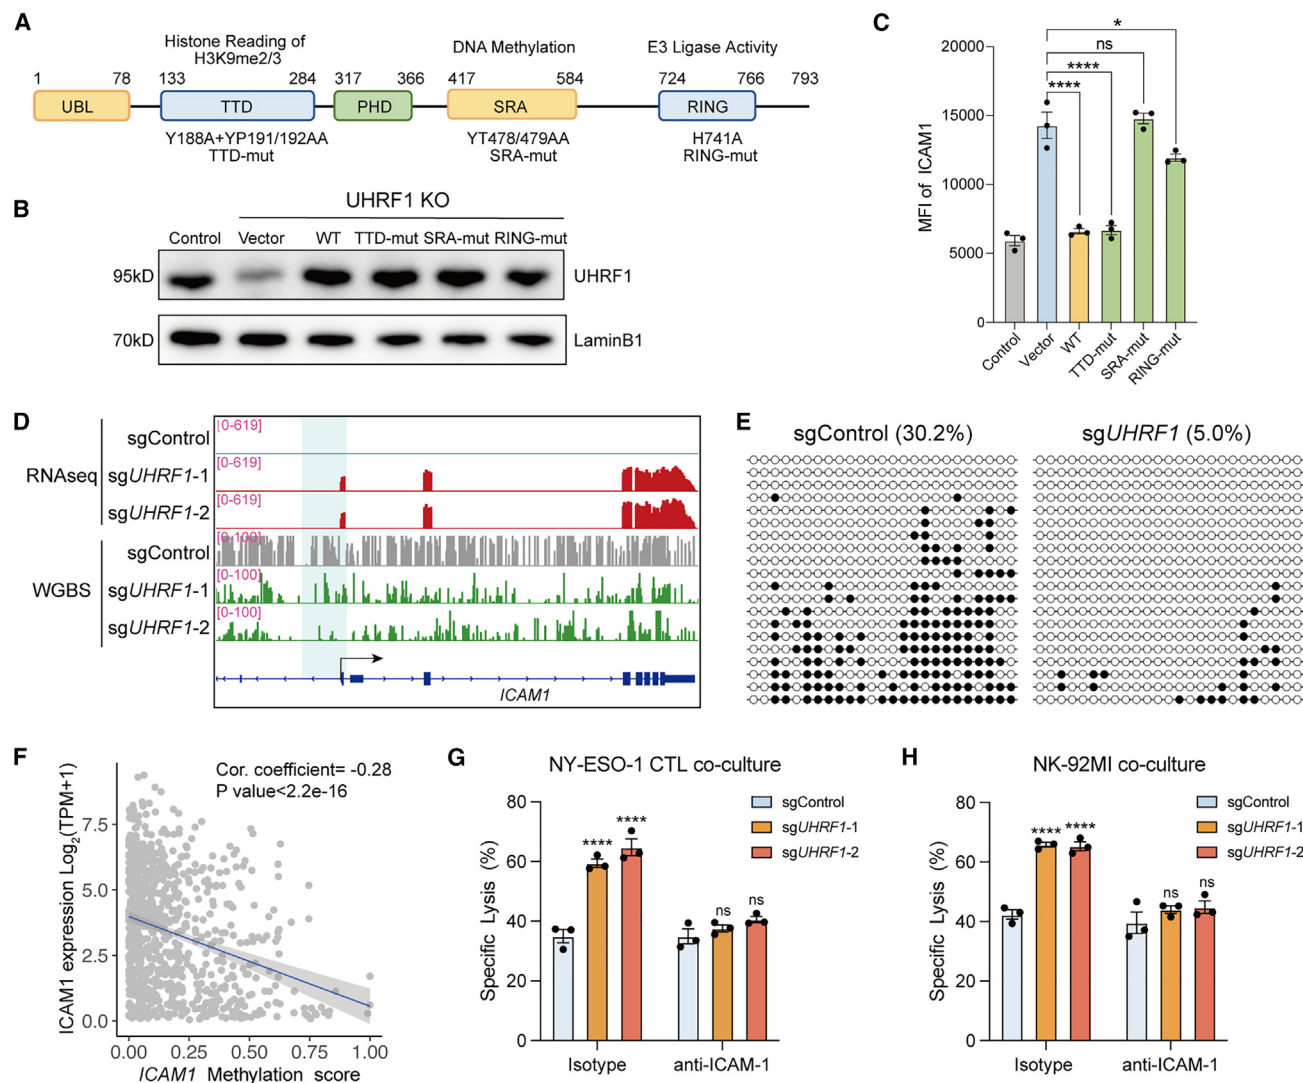 A
Histone Reading of
H3K9me2/3
DNA Methylation
E3 Ligase Activity
1 78 133 284 317 366 417 584 724 766 793
UBL TTD PHD SRA RING
Y188A+YP191/192AA
TTD-mut
YT478/479AA
SRA-mut
H741A
RING-mut
B
UHRF1 KO
Control Vector WT TTD-mut SRA-mut RING-mut
95kD UHRF1
70kD LaminB1
C
MFI of ICAM1
20000
15000
10000
5000
0
*
ns
****
****
Control Vector WT TTD-mut SRA-mut RING-mut
D
RNAseq
sgControl [0-619]
sgUHRF1-1 [0-619]
sgUHRF1-2 [0-619]
WGBS
sgControl [0-100]
sgUHRF1-1 [0-100]
sgUHRF1-2 [0-100]
ICAM1
E
sgControl (30.2%) sgUHRF1 (5.0%)
F
ICAM1 expression Log2(TPM+1)
Cor. coefficient= -0.28
P value<2.2e-16
7.5
5.0
2.5
0.0
0.00 0.25 0.50 0.75 1.00
ICAM1 Methylation score
G
NY-ESO-1 CTL co-culture
Specific Lysis (%)
80
60
40
20
0
sgControl
sgUHRF1-1
sgUHRF1-2
**** ****
ns ns
Isotype anti-ICAM-1
H
NK-92MI co-culture
Specific Lysis (%)
80
60
40
20
0
sgControl
sgUHRF1-1
sgUHRF1-2
**** ****
ns ns
Isotype anti-ICAM-1